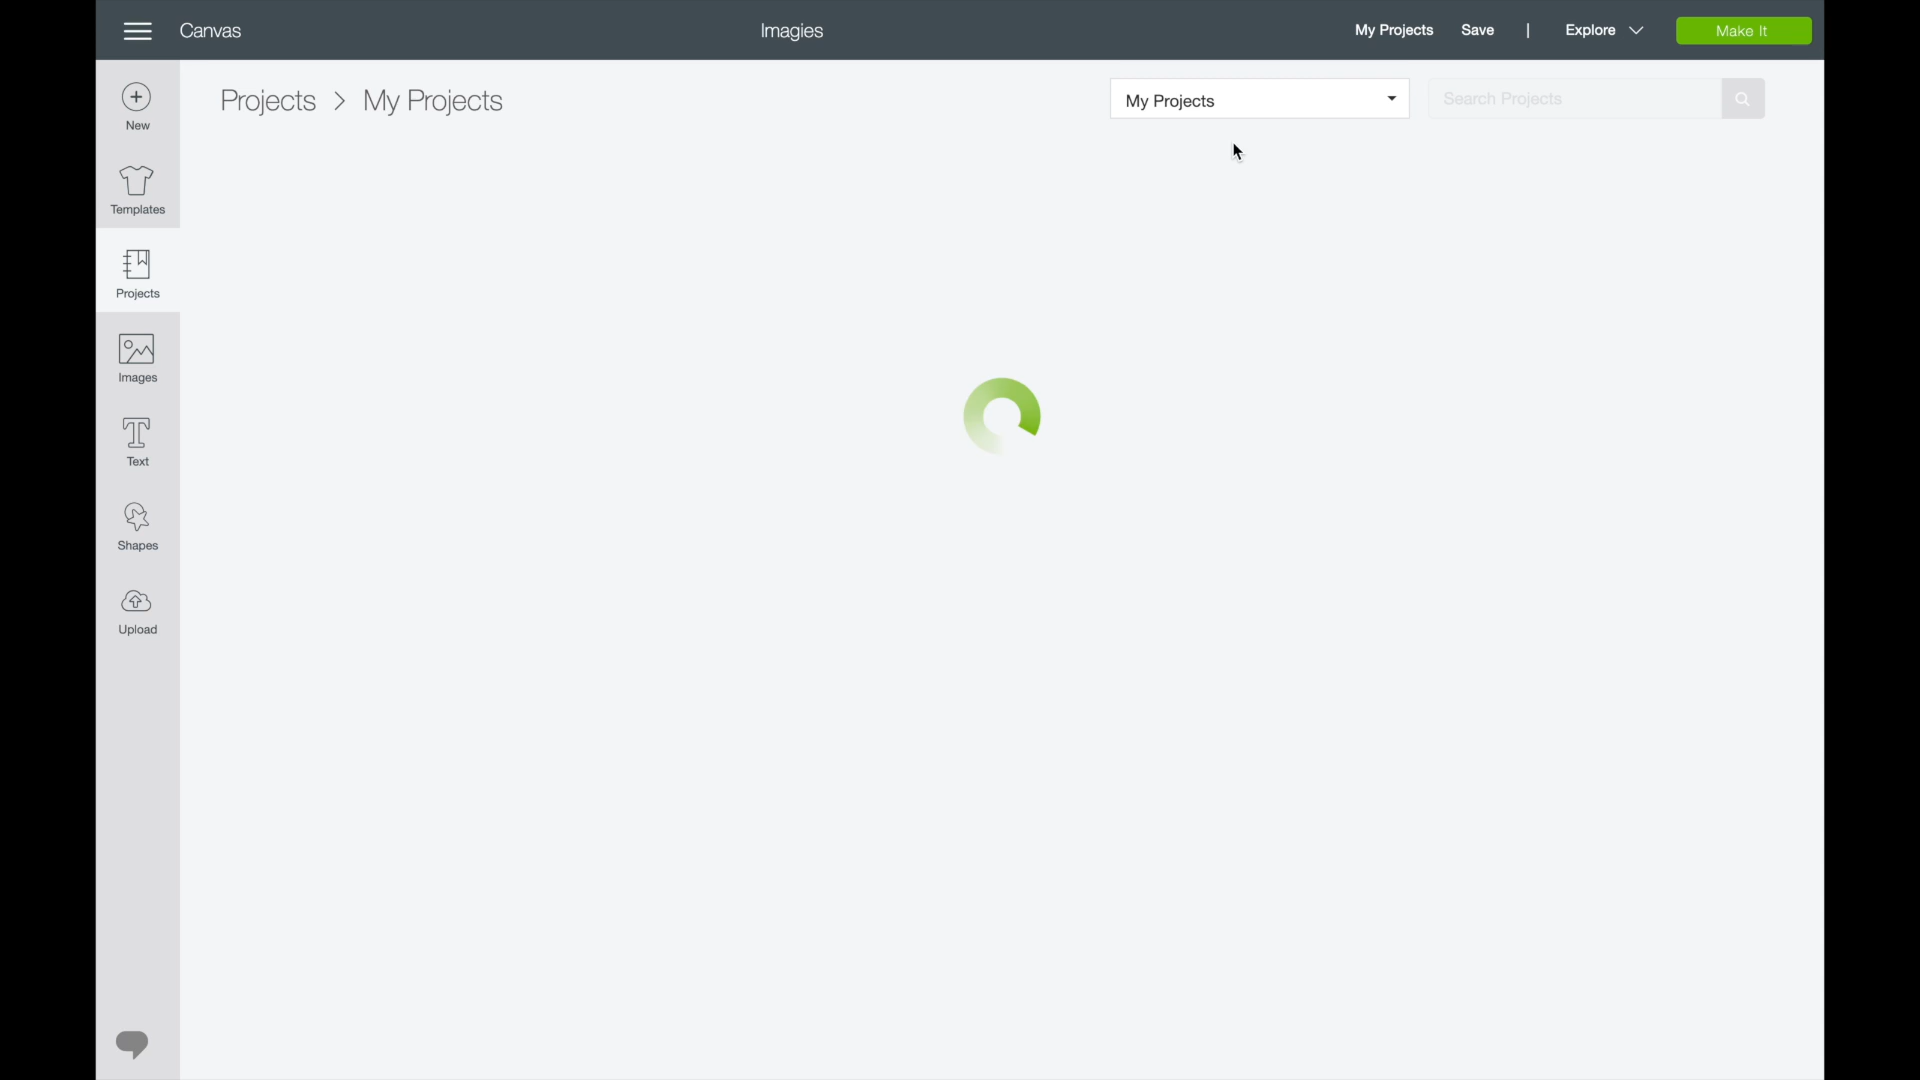 Canvas
Imagies
My Projects
Save
|
Explore
Make It
New
Templates
Projects
Images
Text
Shapes
Upload
Projects > My Projects
My Projects
Search Projects